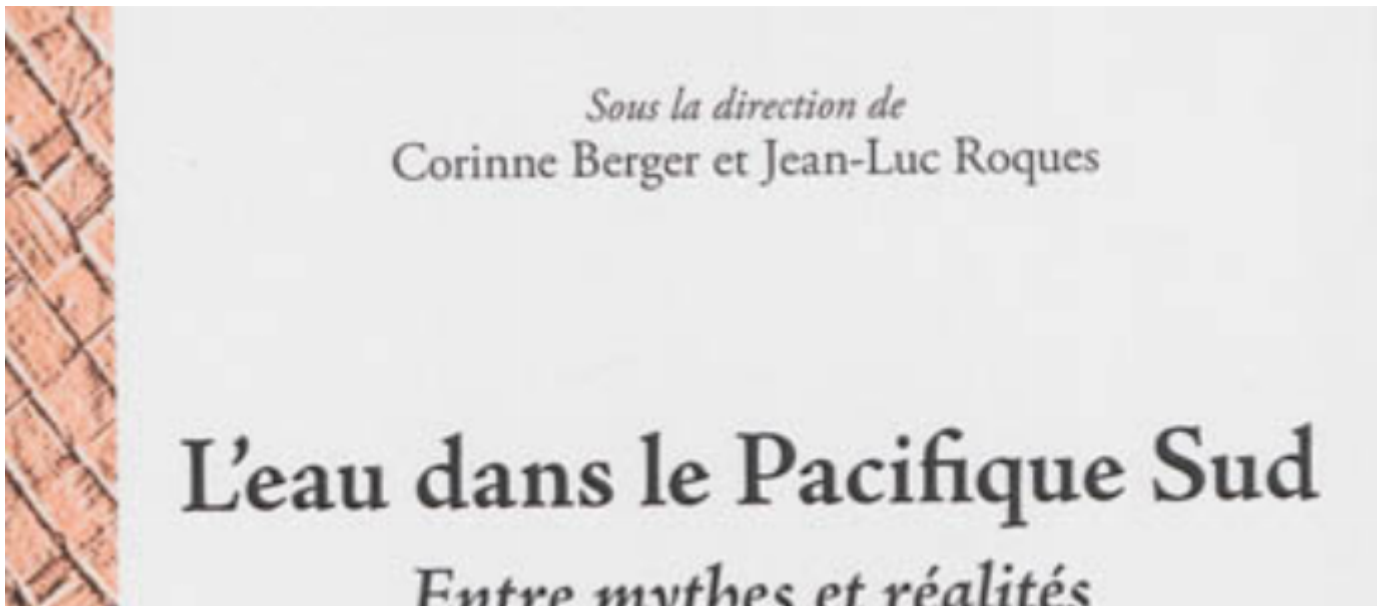 Sous la direction de
Corinne Berger et Jean-Luc Roques
L'eau dans le Pacifique Sud
Entre mythes et réalités